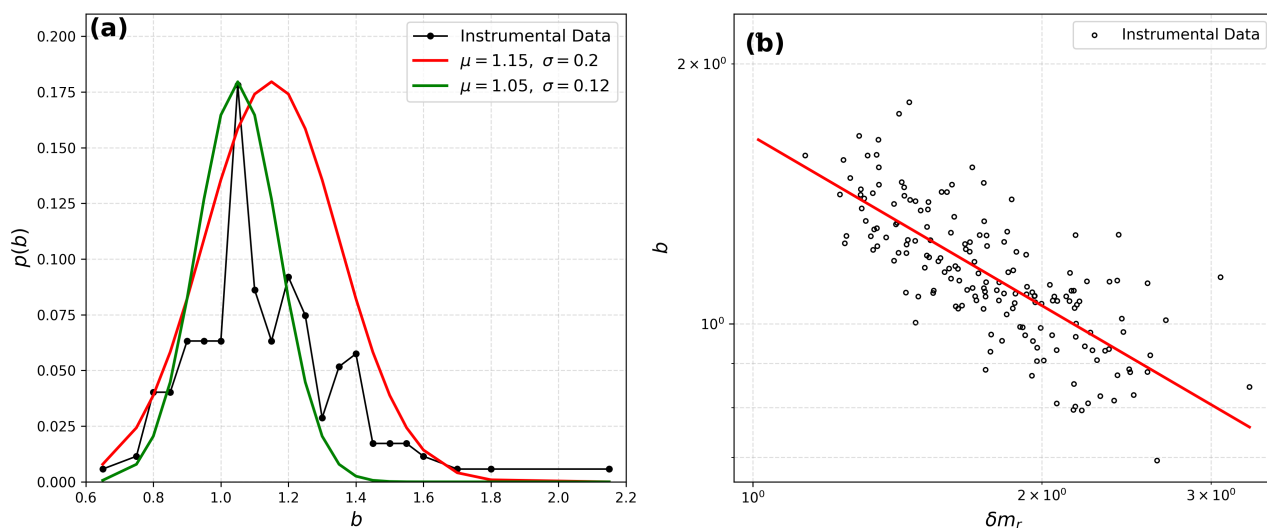 (a)
Instrumental Data
μ = 1.15, σ = 0.2
μ = 1.05, σ = 0.12
0.200
0.175
0.150
0.125
0.100
0.075
0.050
0.025
0.000
p(b)
0.6 0.8 1.0 1.2 1.4 1.6 1.8 2.0 2.2
b
(b)
Instrumental Data
2 × 10⁰
10⁰
b
10⁰ 2 × 10⁰ 3 × 10⁰
δmᵣ